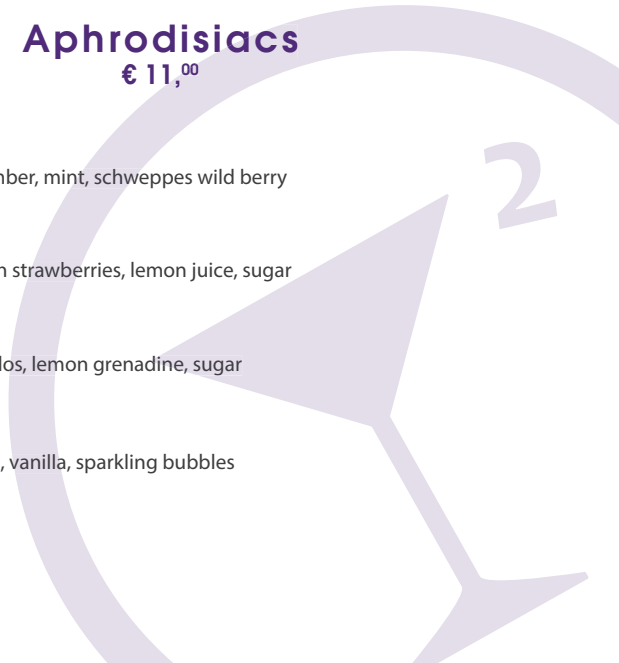 Aphrodisiacs
€ 11,00
mber, mint, schweppes wild berry
n strawberries, lemon juice, sugar
dos, lemon grenadine, sugar
, vanilla, sparkling bubbles
2